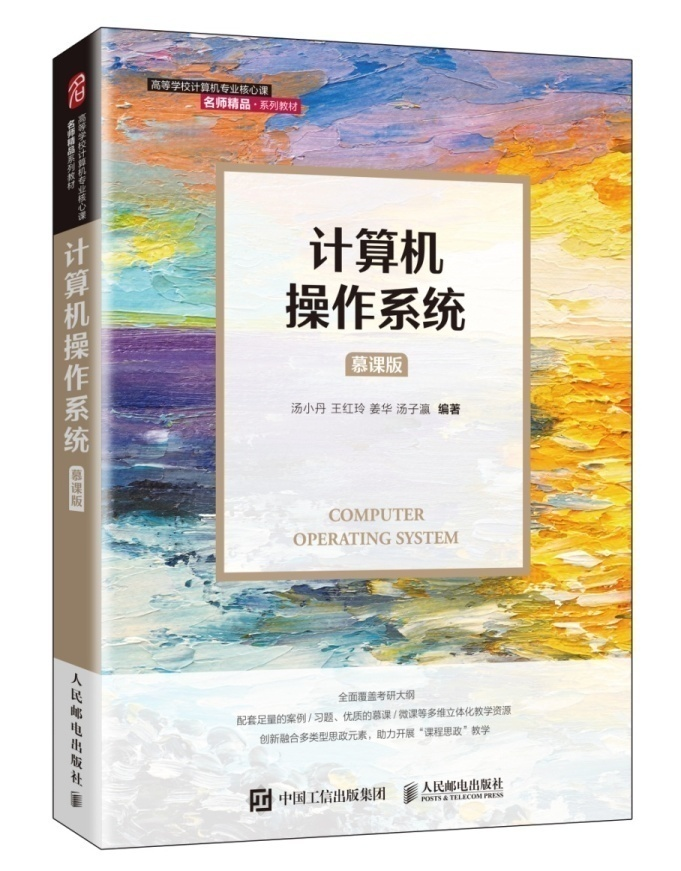 名
高等学校计算机专业核心课
名师精品系列教材
计算机操作系统
慕课版
人民邮电出版社
高等学校计算机专业核心课
名师精品·系列教材
计算机
操作系统
慕课版
汤小丹 王红玲 姜华 汤子瀛 编著
COMPUTER
OPERATING SYSTEM
全面覆盖考研大纲
配套足量的案例/习题、优质的慕课/微课等多维立体化教学资源
创新融合多类型思政元素，助力开展“课程思政”教学
中国工信出版集团
人民邮电出版社
POSTS & TELECOM PRESS